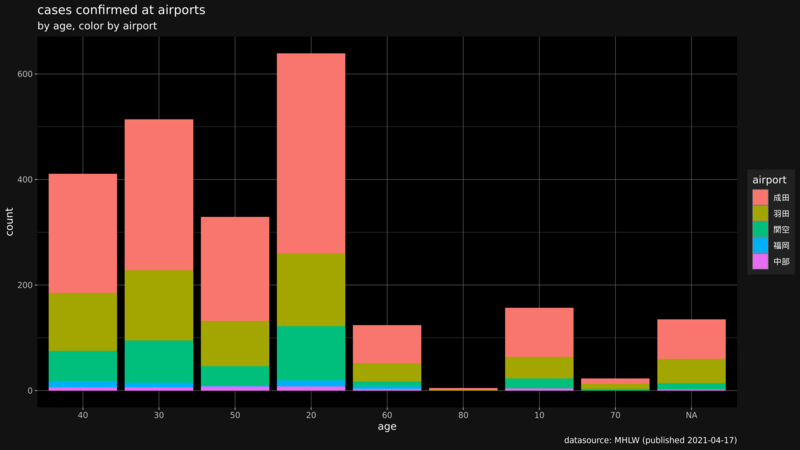 cases confirmed at airports
by age, color by airport
count
600
400
200
0
40 30 50 20 60 80 10 70 NA
age
airport
成田
羽田
関空
福岡
中部
datasource: MHLW (published 2021-04-17)